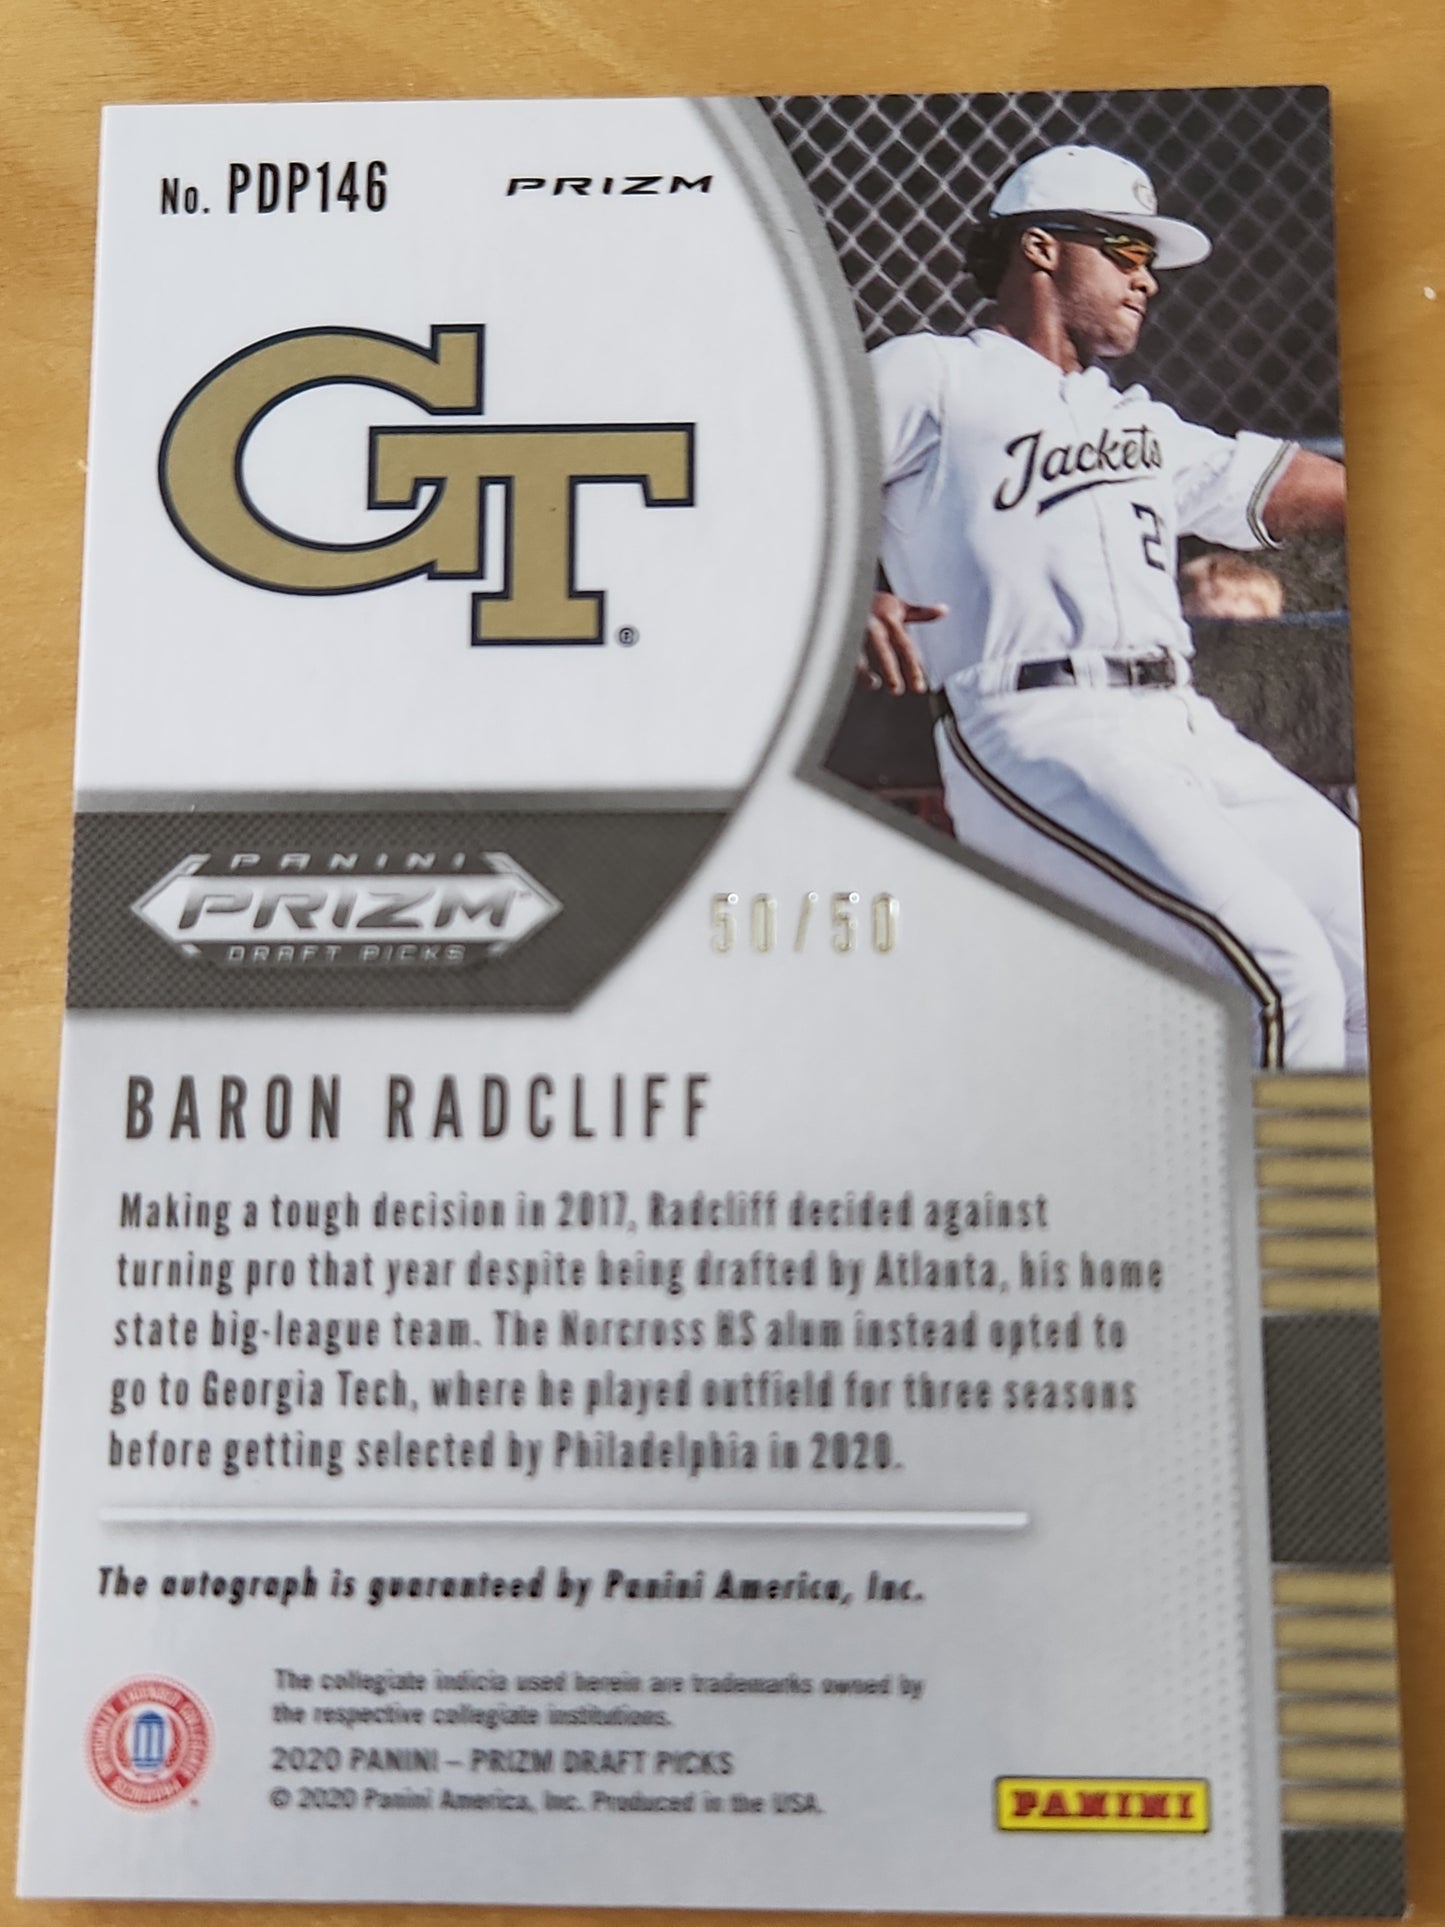 No. PDP146 PRIZM
GT®
Jackets
2
PANINI
PRIZM
DRAFT PICKS
50/50
BARON RADCLIFF
Making a tough decision in 2017, Radcliff decided against
turning pro that year despite being drafted by Atlanta, his home
state big-league team. The Norcross HS alum instead opted to
go to Georgia Tech, where he played outfield for three seasons
before getting selected by Philadelphia in 2020.
The autograph is guaranteed by Panini America, Inc.
The collegiate indicia used herein are trademarks owned by
the respective collegiate institutions.
2020 PANINI – PRIZM DRAFT PICKS
© 2020 Panini America, Inc. Produced in the USA.
PANINI